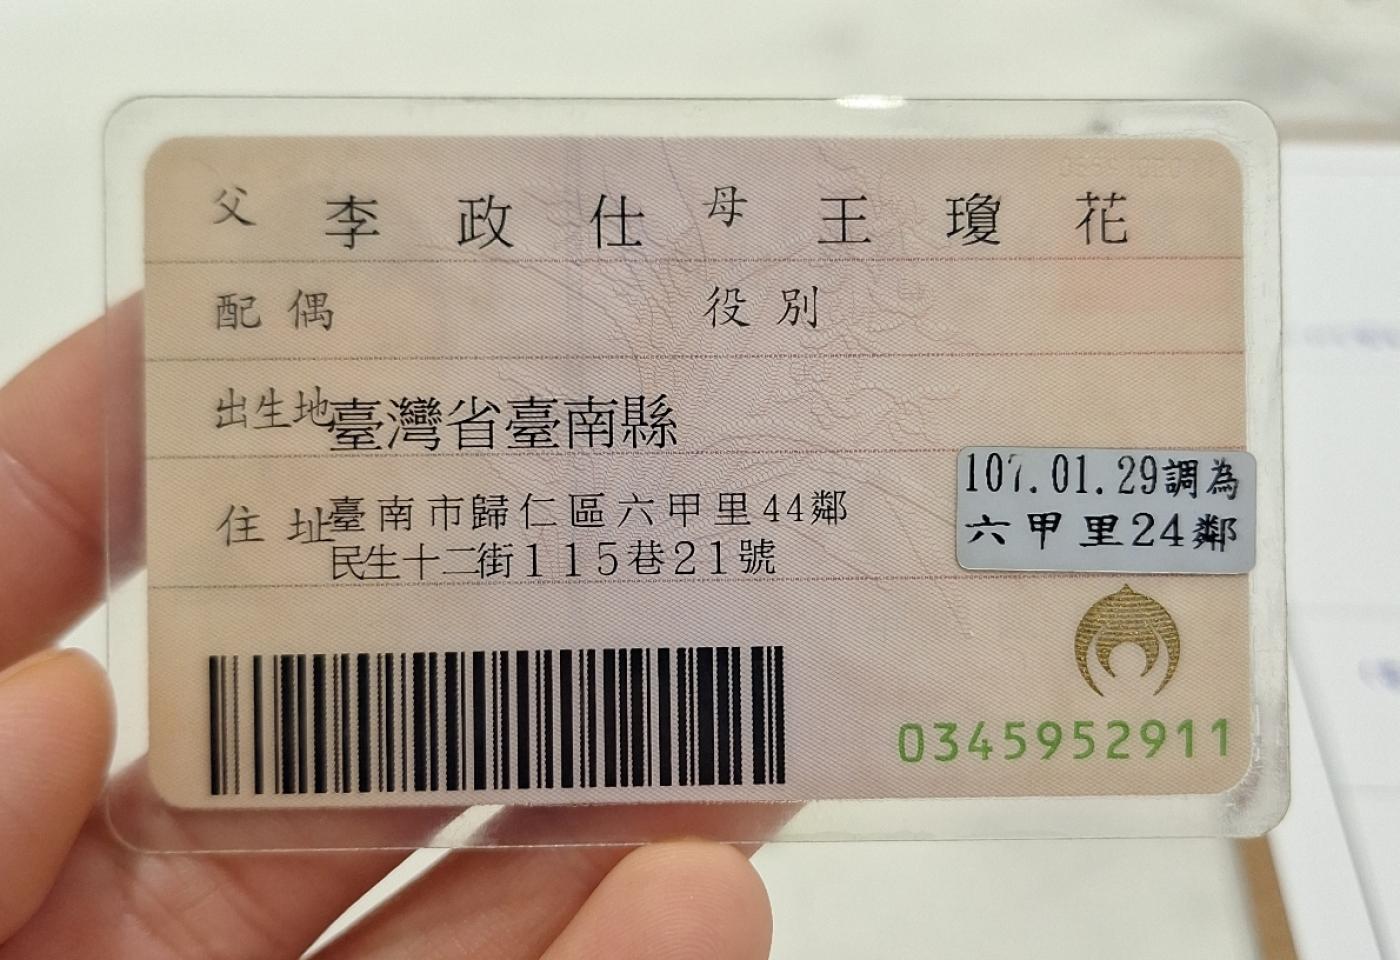 父 李政仕 母 王瓊花
配偶 役別
出生地 臺灣省臺南縣
住址 臺南市歸仁區六甲里44鄰
民生十二街115巷21號
107.01.29調為
六甲里24鄰
0345952911